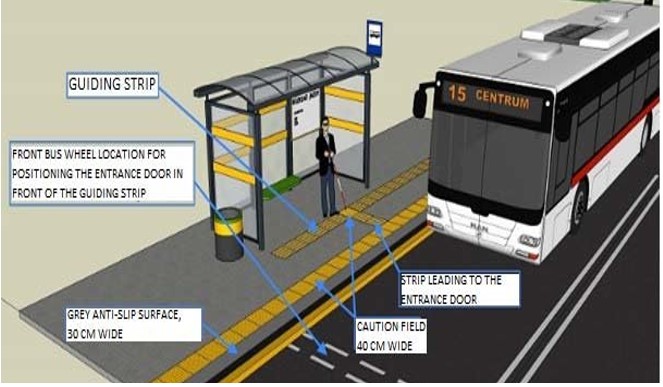 15 CENTRUM
GUIDING STRIP
FRONT BUS WHEEL LOCATION FOR
POSITIONING THE ENTRANCE DOOR IN
FRONT OF THE GUIDING STRIP
MAN
STRIP LEADING TO THE
ENTRANCE DOOR
GREY ANTI-SLIP SURFACE,
30 CM WIDE
CAUTION FIELD
40 CM WIDE